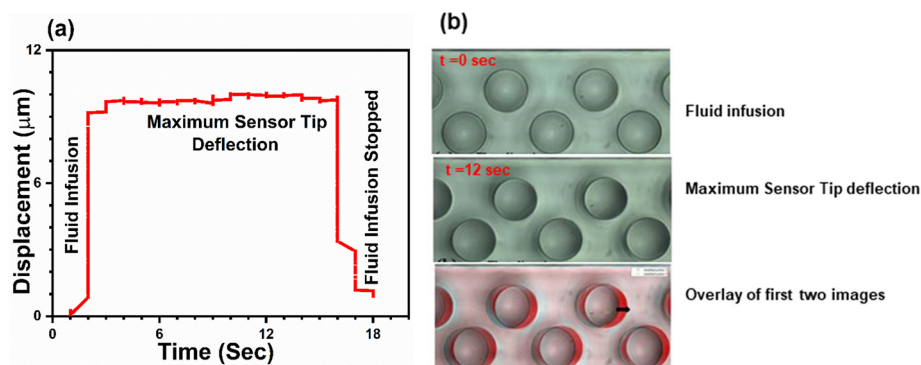 (a)
12
6
0
0
6
12
18
Displacement (µm)
Time (Sec)
Fluid Infusion
Maximum Sensor Tip
Deflection
Fluid Infusion Stopped
(b)
t =0 sec
Fluid infusion
t =12 sec
Maximum Sensor Tip deflection
Overlay of first two images